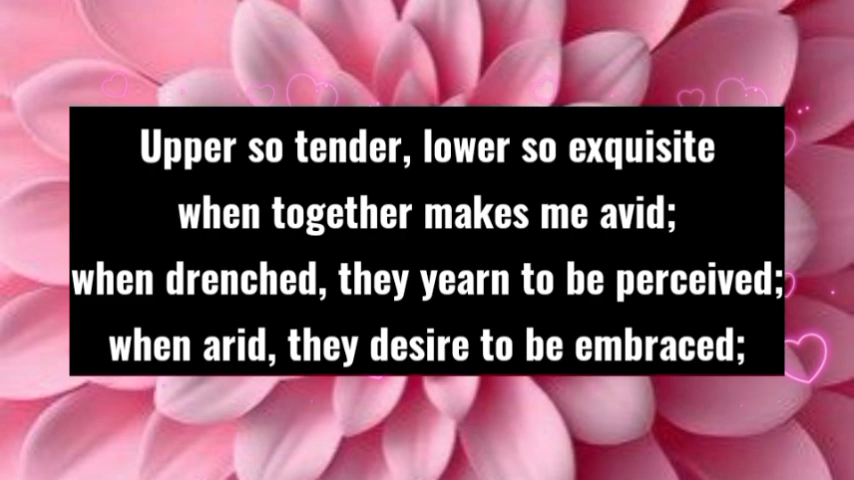 Upper so tender, lower so exquisite
when together makes me avid;
when drenched, they yearn to be perceived;
when arid, they desire to be embraced;